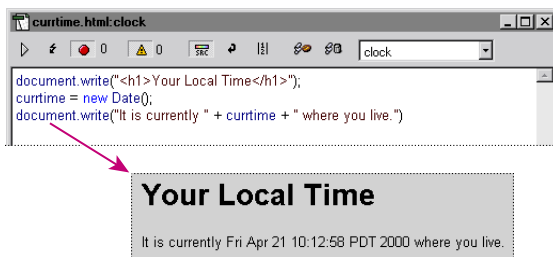 currtime.html:clock
0 0 clock
document.write("<h1>Your Local Time</h1>");
currtime = new Date();
document.write("It is currently " + currtime + " where you live.")
Your Local Time
It is currently Fri Apr 21 10:12:58 PDT 2000 where you live.